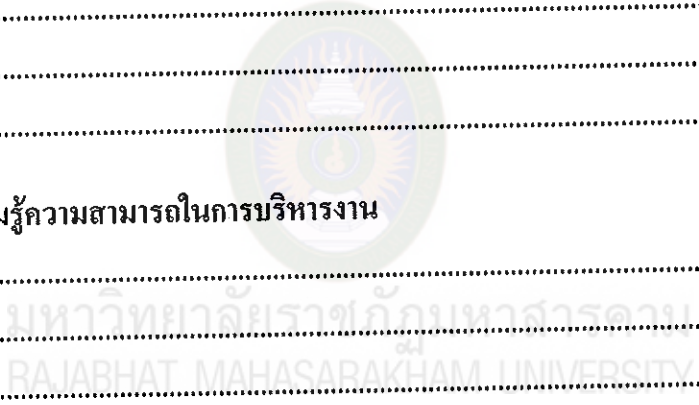 มรู้ความสามารถในการบริหารงาน
มหาวิทยาลัยราชภัฏมหาสารคาม
RAJABHAT MAHASARAKHAM UNIVERSITY